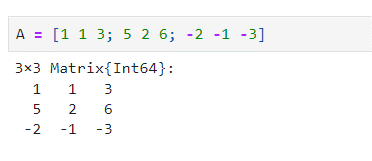 A = [1 1 3; 5 2 6; -2 -1 -3]
3×3 Matrix{Int64}:
1 1 3
5 2 6
-2 -1 -3